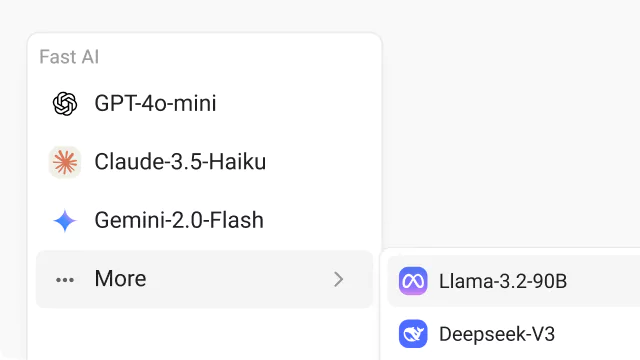 Fast AI
GPT-4o-mini
Claude-3.5-Haiku
Gemini-2.0-Flash
More
Llama-3.2-90B
Deepseek-V3